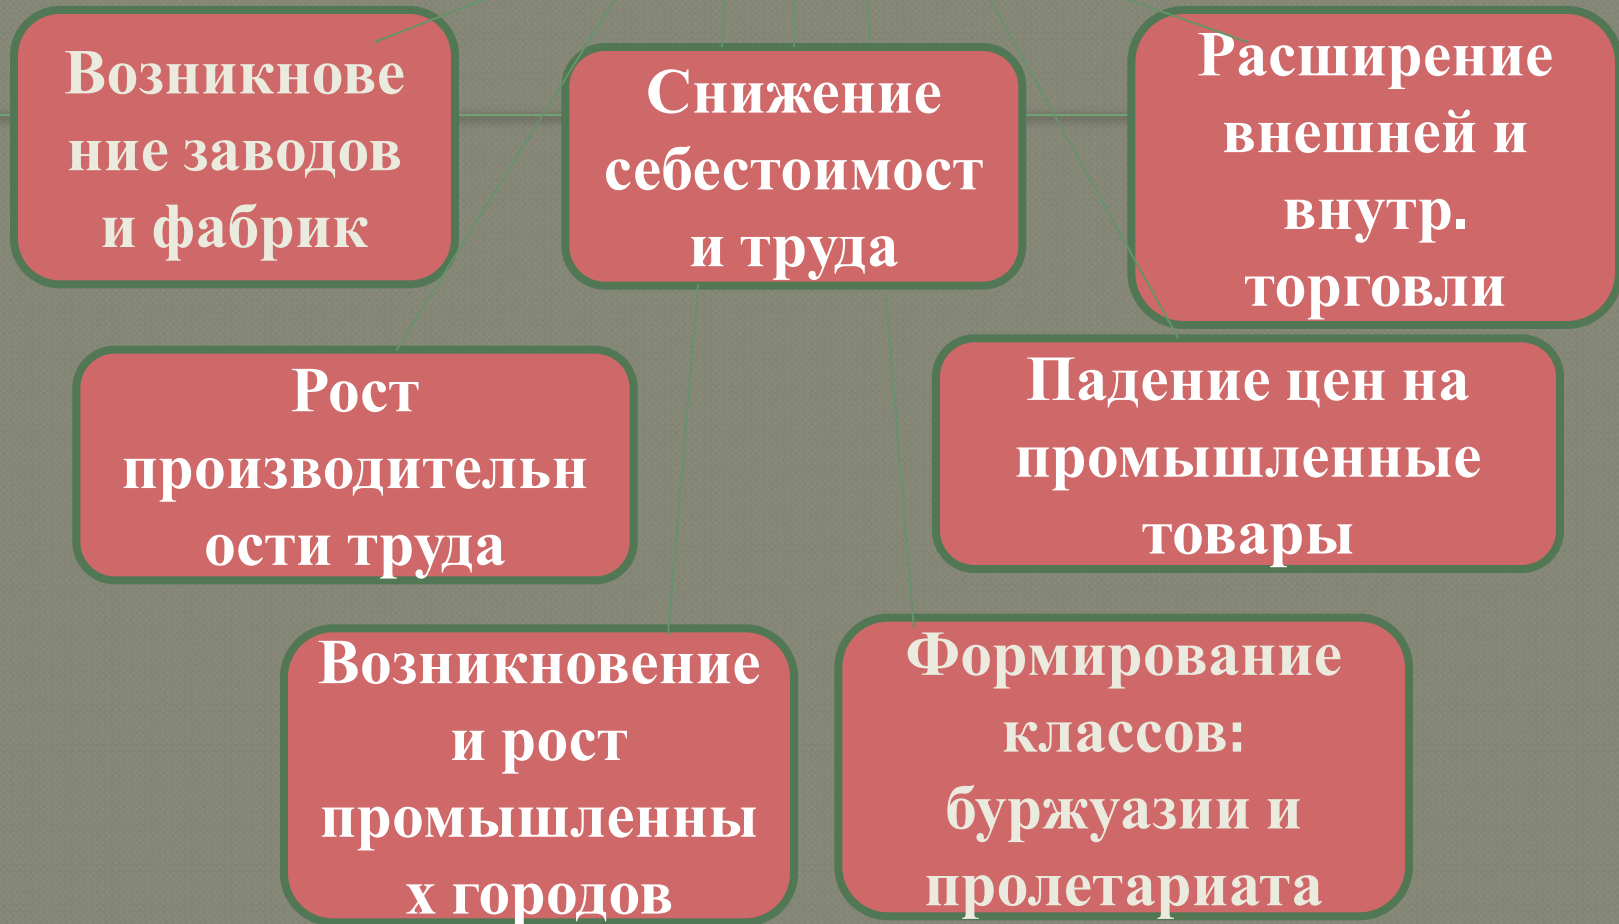 Возникнове
ние заводов
и фабрик
Снижение
себестоимост
и труда
Расширение
внешней и
внутр.
торговли
Рост
производительн
ости труда
Падение цен на
промышленные
товары
Возникновение
и рост
промышленны
х городов
Формирование
классов:
буржуазии и
пролетариата